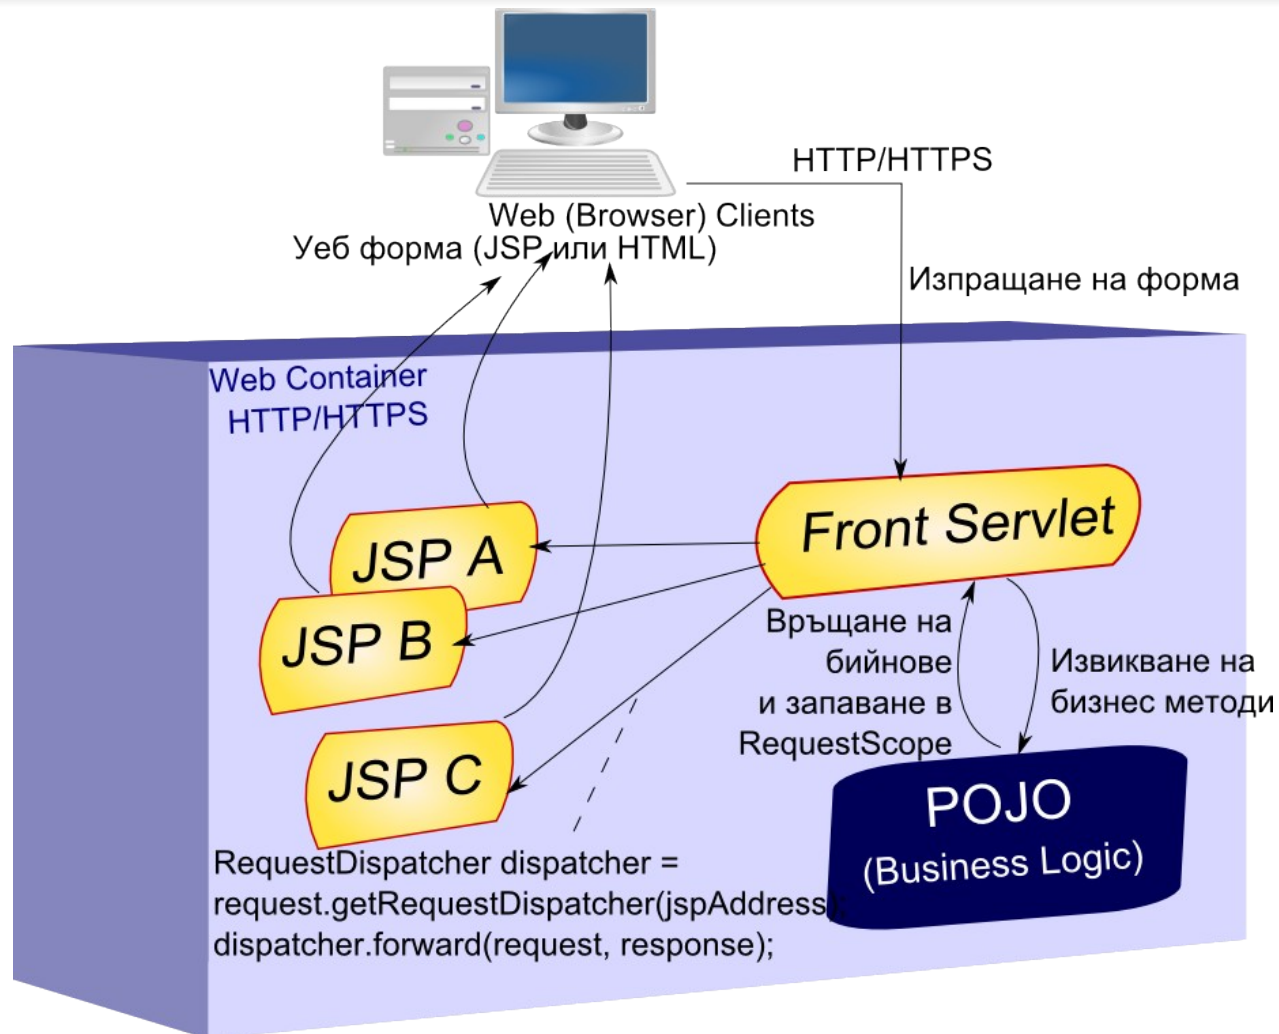 HTTP/HTTPS
Web (Browser) Clients
Уеб форма (JSP или HTML)
Изпращане на форма
Web Container
HTTP/HTTPS
Front Servlet
JSP A
JSP B
JSP C
Връщане на
бийнове
и запаване в
RequestScope
Извикване на
бизнес методи
POJO
(Business Logic)
RequestDispatcher dispatcher =
request.getRequestDispatcher(jspAddress);
dispatcher.forward(request, response);